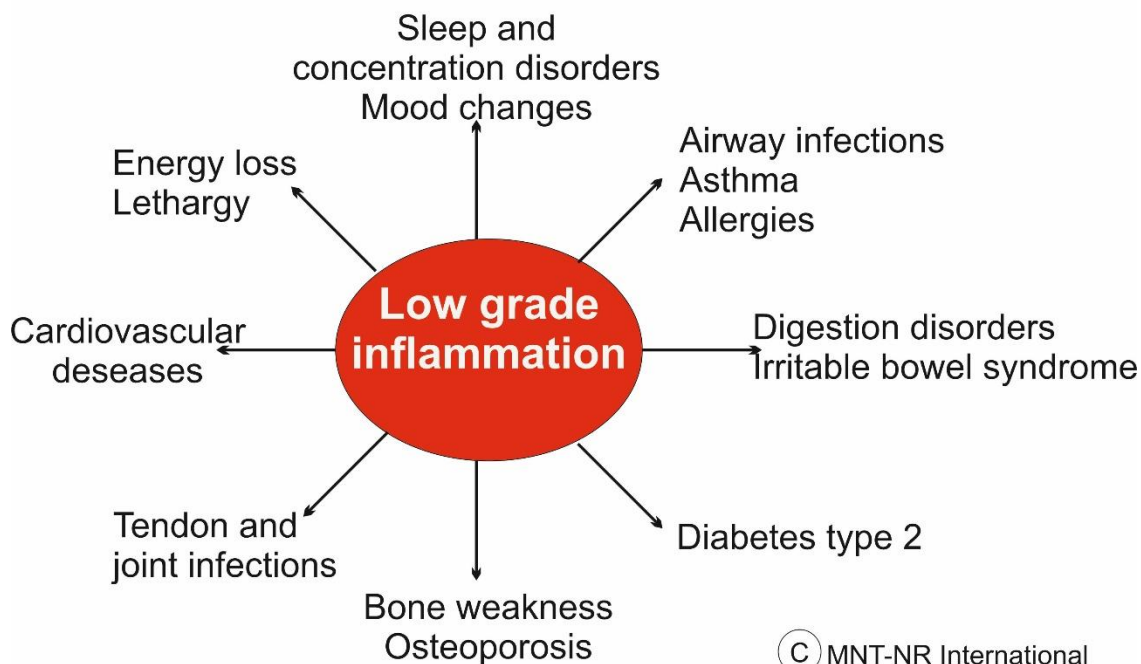 Sleep and
concentration disorders
Mood changes
Energy loss
Lethargy
Airway infections
Asthma
Allergies
Low grade
inflammation
Cardiovascular
deseases
Digestion disorders
Irritable bowel syndrome
Tendon and
joint infections
Diabetes type 2
Bone weakness
Osteoporosis
C MNT-NR International